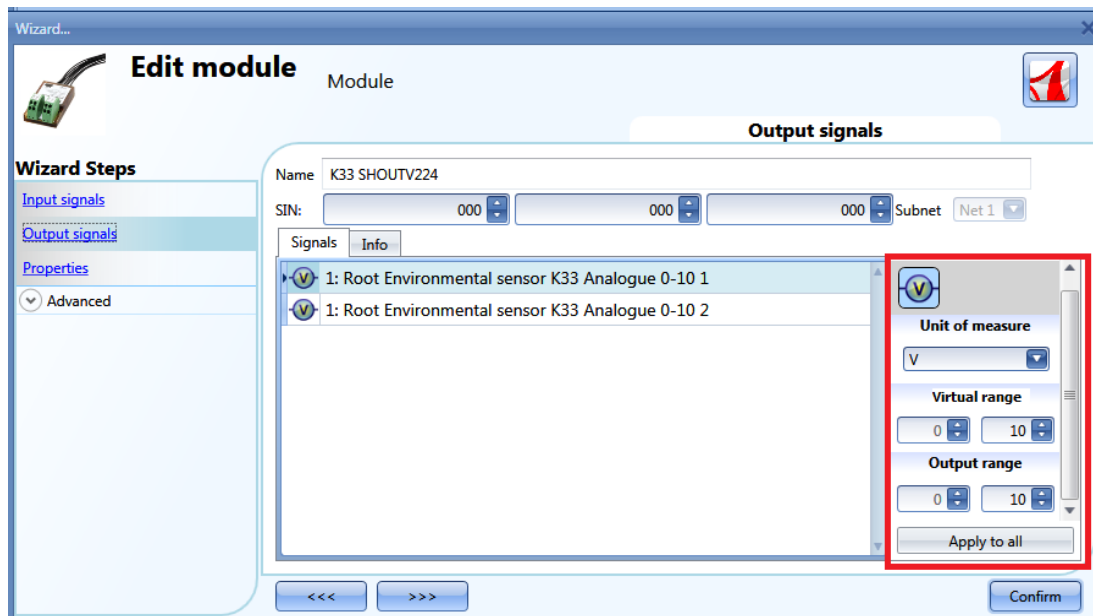 Wizard...
Edit module
Module
Output signals
Wizard Steps
Input signals
Output signals
Properties
Advanced
Name K33 SHOUTV224
SIN: 000 000 000 Subnet Net 1
Signals Info
V 1: Root Environmental sensor K33 Analogue 0-10 1
V 1: Root Environmental sensor K33 Analogue 0-10 2
V
Unit of measure
V
Virtual range
0 10
Output range
0 10
Apply to all
<<< >>>
Confirm